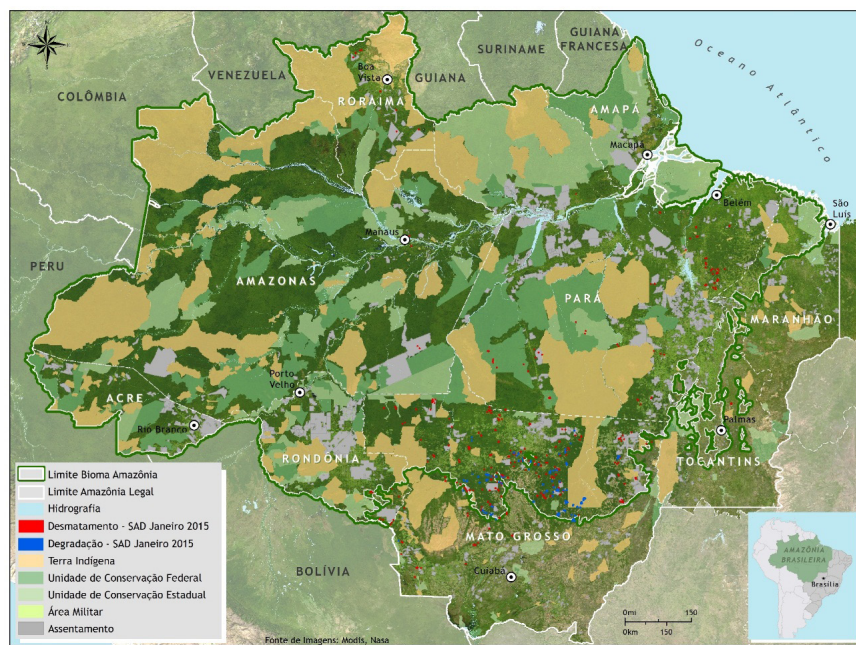 GUIANA
FRANCESA
SURINAME
Oceano Atlântico
VENEZUELA
GUIANA
COLÔMBIA
Boa
Vista
RORAIMA
AMAPÁ
Macapá
Belém
São
Luís
Manaus
PERU
AMAZONAS
PARÁ
MARANHÃO
Porto
Velho
ACRE
Rio Branco
Palmas
RONDÔNIA
TOCANTINS
MATO GROSSO
BOLÍVIA
Cuiabá
Limite Bioma Amazônia
Limite Amazônia Legal
Hidrografia
Desmatamento - SAD Janeiro 2015
Degradação - SAD Janeiro 2015
Terra Indígena
Unidade de Conservação Federal
Unidade de Conservação Estadual
Área Militar
Assentamento
Fonte de Imagens: Modis, Nasa
0mi 150
0km 150
AMAZÔNIA
BRASILEIRA
Brasília